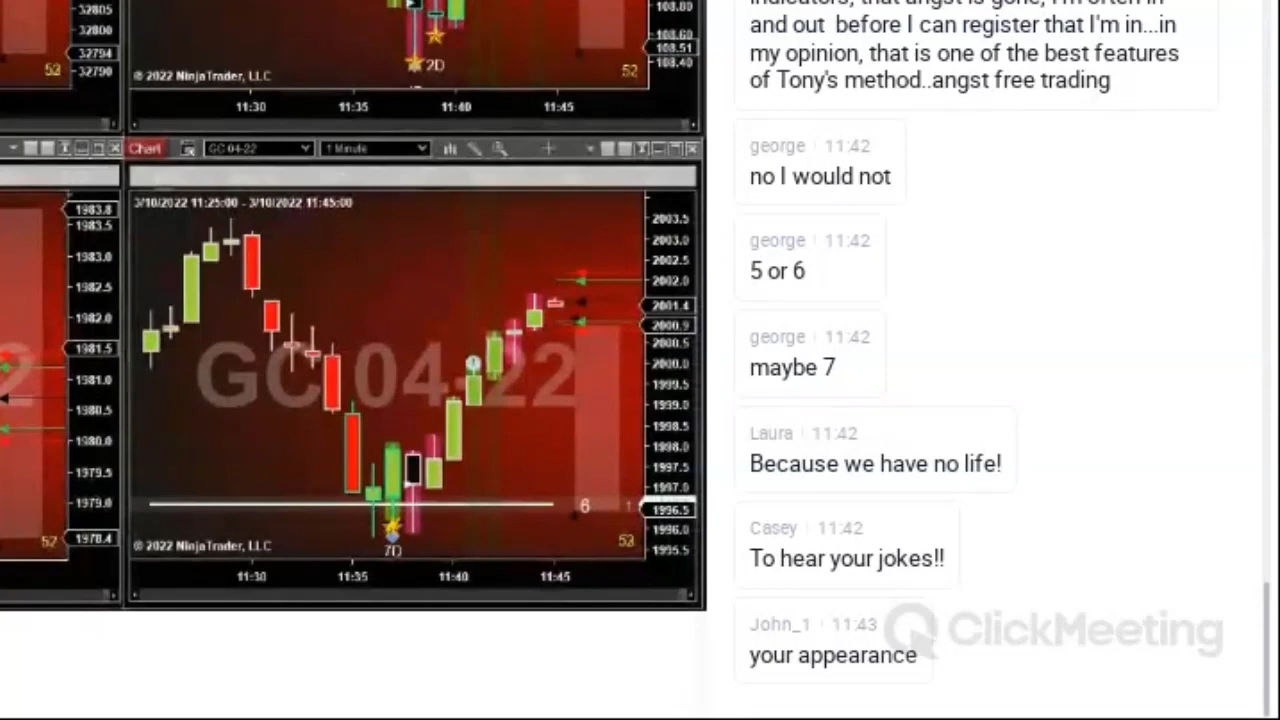 32805
32800
32794
32790
52
© 2022 NinjaTrader, LLC
2D
108.80
108.60
108.51
108.40
52
11:30 11:35 11:40 11:45
Chart GC 04-22 1 Minute
1983.8
1983.5
1983.0
1982.5
1982.0
1981.5
1981.0
1980.5
1980.0
1979.5
1979.0
1978.4
52
3/10/2022 11:25:00 - 3/10/2022 11:45:00
GC 04-22
2003.5
2003.0
2002.5
2002.0
2001.4
2000.9
2000.5
2000.0
1999.5
1999.0
1998.5
1998.0
1997.5
1997.0
1996.5
1996.0
1995.5
6
7D
© 2022 NinjaTrader, LLC
52
11:30 11:35 11:40 11:45
indicators, that angst is gone, I'm often in
and out before I can register that I'm in...in
my opinion, that is one of the best features
of Tony's method..angst free trading
george 11:42
no I would not
george 11:42
5 or 6
george 11:42
maybe 7
Laura 11:42
Because we have no life!
Casey 11:42
To hear your jokes!!
John_1 11:43
your appearance
ClickMeeting